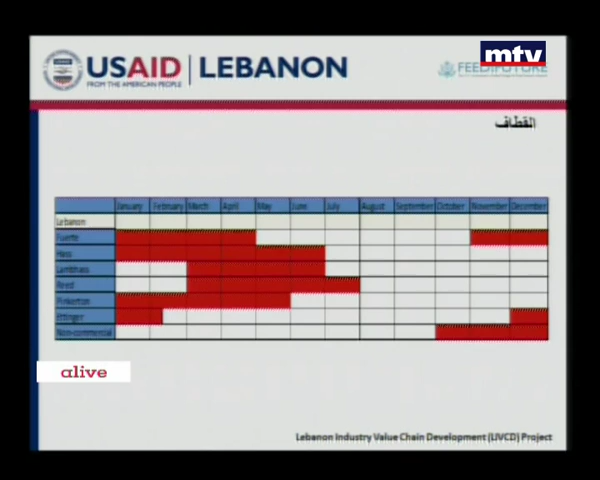 mtv
USAID LEBANON
FROM THE AMERICAN PEOPLE
FEED THE FUTURE
القطاف
January February March April May June July August September October November December
Lebanon
Fuerte
Hass
Lambhass
Reed
Pinkerton
Ettinger
Non-commercial
alive
Lebanon Industry Value Chain Development (LIVCD) Project